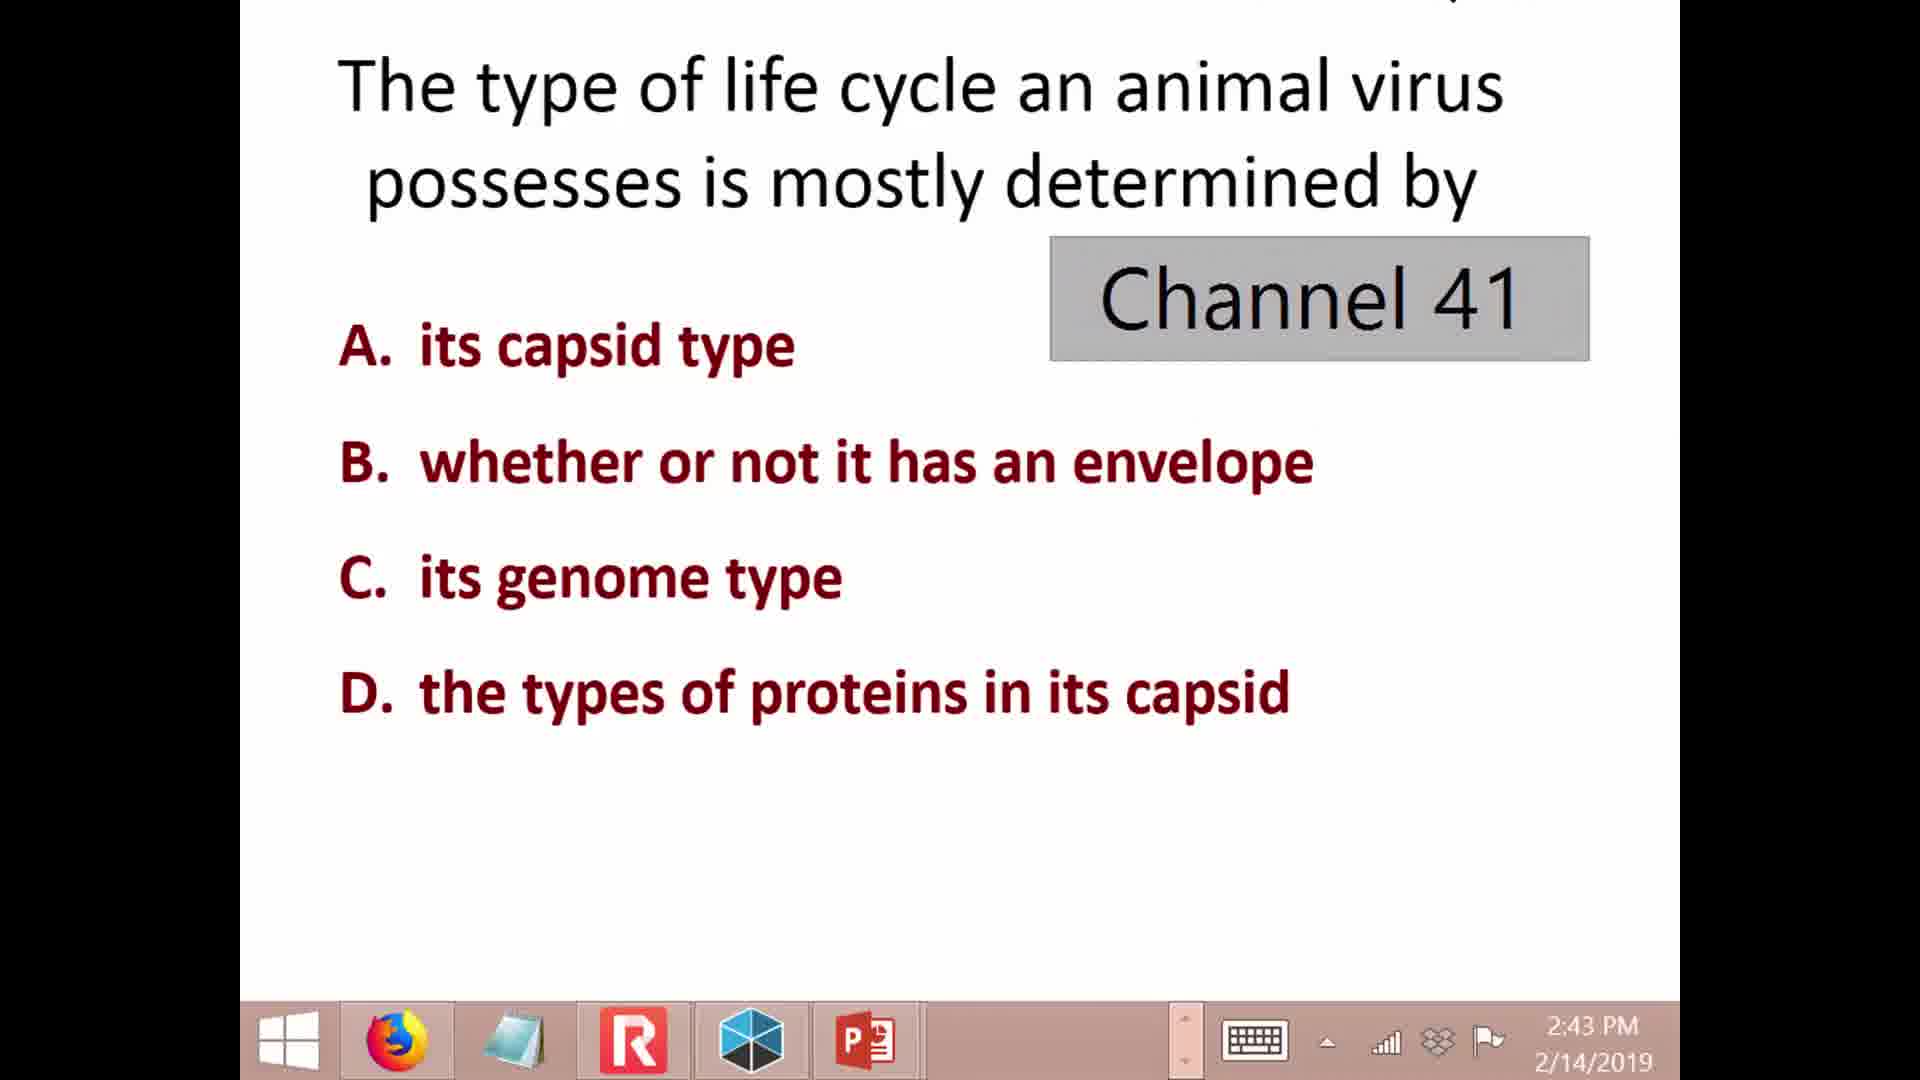 The type of life cycle an animal virus
possesses is mostly determined by
Channel 41
A. its capsid type
B. whether or not it has an envelope
C. its genome type
D. the types of proteins in its capsid
R
P
2:43 PM
2/14/2019